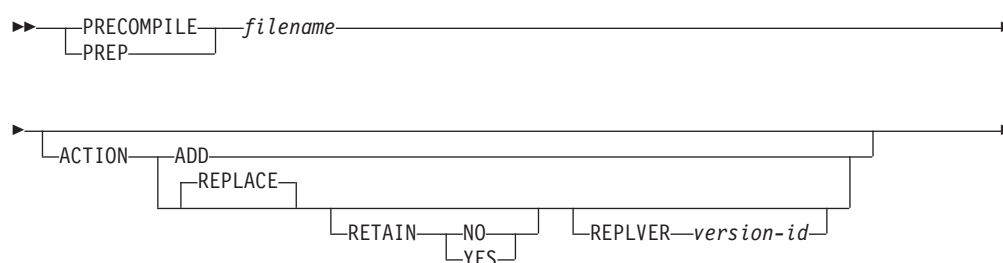 PRECOMPILE filename
PREP
ACTION ADD
REPLACE
RETAIN NO REPLVER version-id
YES